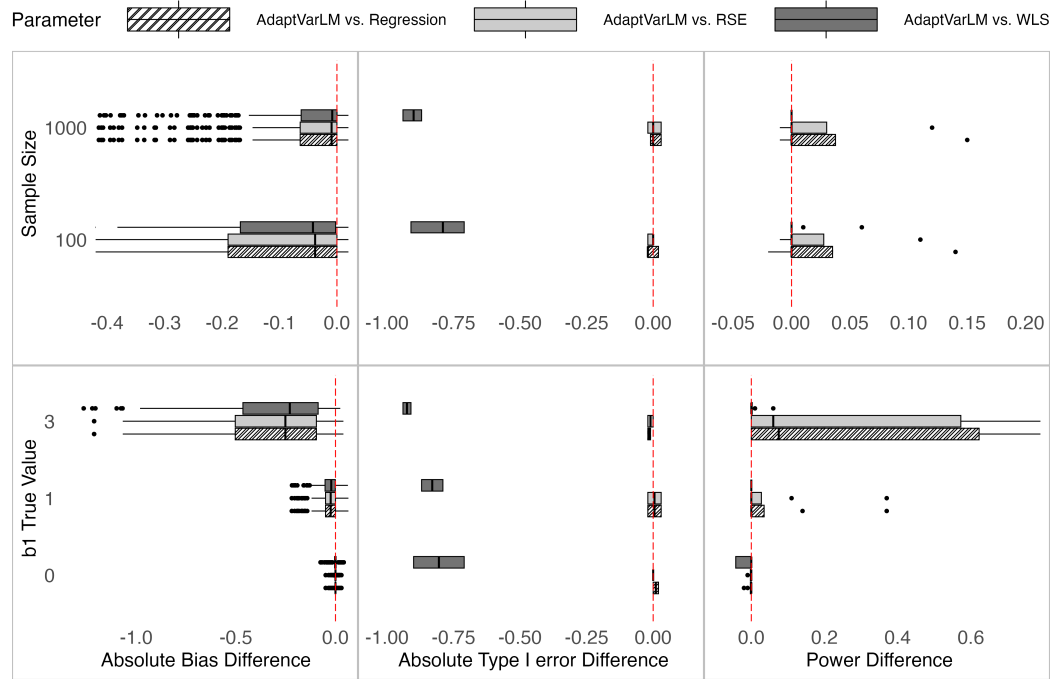 Parameter AdaptVarLM vs. Regression AdaptVarLM vs. RSE AdaptVarLM vs. WLS
Sample Size
1000
100
-0.4 -0.3 -0.2 -0.1 0.0
-1.00 -0.75 -0.50 -0.25 0.00
-0.05 0.00 0.05 0.10 0.15 0.20
b1 True Value
3
1
0
-1.0 -0.5 0.0
-1.00 -0.75 -0.50 -0.25 0.00
0.0 0.2 0.4 0.6
Absolute Bias Difference
Absolute Type I error Difference
Power Difference